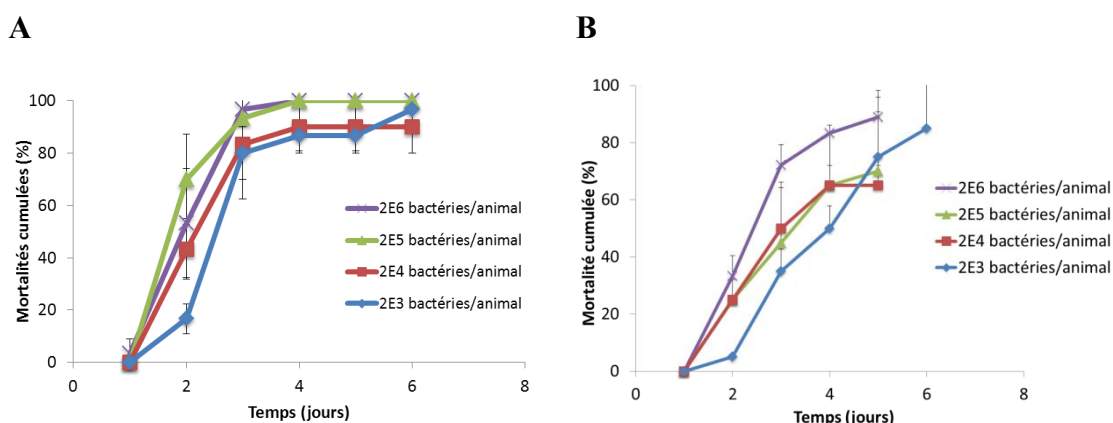 A
Mortalités cumulées (%)
100
80
60
40
20
0
0
2
4
6
8
Temps (jours)
2E6 bactéries/animal
2E5 bactéries/animal
2E4 bactéries/animal
2E3 bactéries/animal
B
Mortalité cumulée (%)
100
80
60
40
20
0
0
2
4
6
8
Temps (jours)
2E6 bactéries/animal
2E5 bactéries/animal
2E4 bactéries/animal
2E3 bactéries/animal